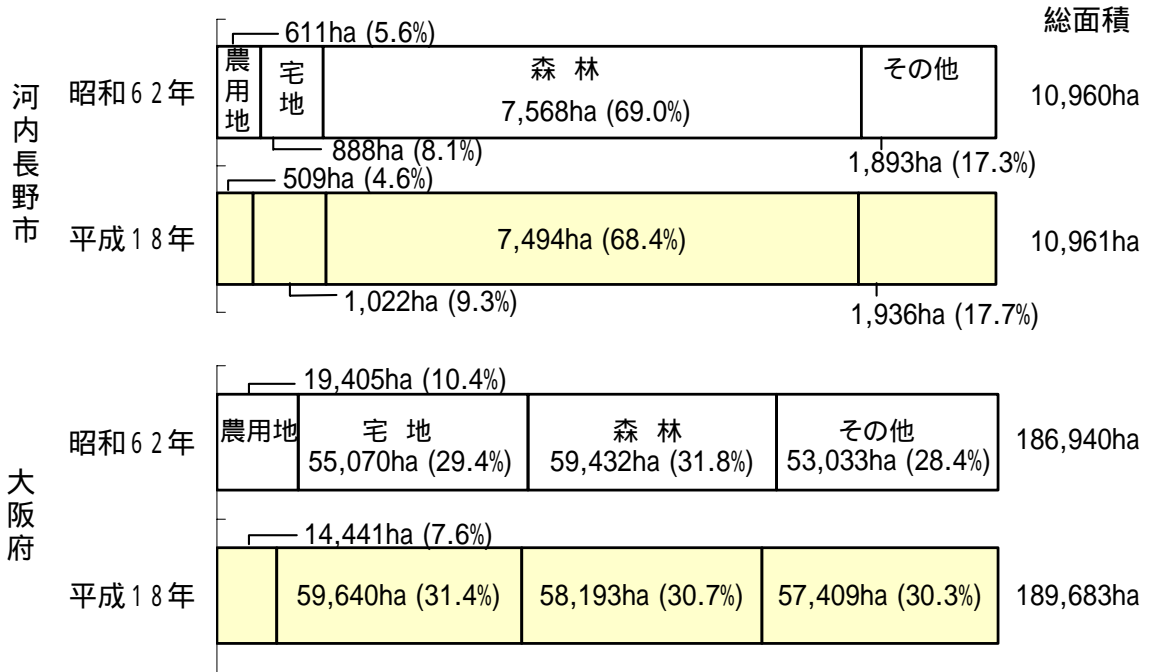 総面積
河内長野市
昭和62年
611ha (5.6%)
農用地
宅地
森林
7,568ha (69.0%)
その他
10,960ha
888ha (8.1%)
1,893ha (17.3%)
平成18年
509ha (4.6%)
7,494ha (68.4%)
10,961ha
1,022ha (9.3%)
1,936ha (17.7%)
大阪府
昭和62年
19,405ha (10.4%)
農用地
宅地
55,070ha (29.4%)
森林
59,432ha (31.8%)
その他
53,033ha (28.4%)
186,940ha
平成18年
14,441ha (7.6%)
59,640ha (31.4%)
58,193ha (30.7%)
57,409ha (30.3%)
189,683ha